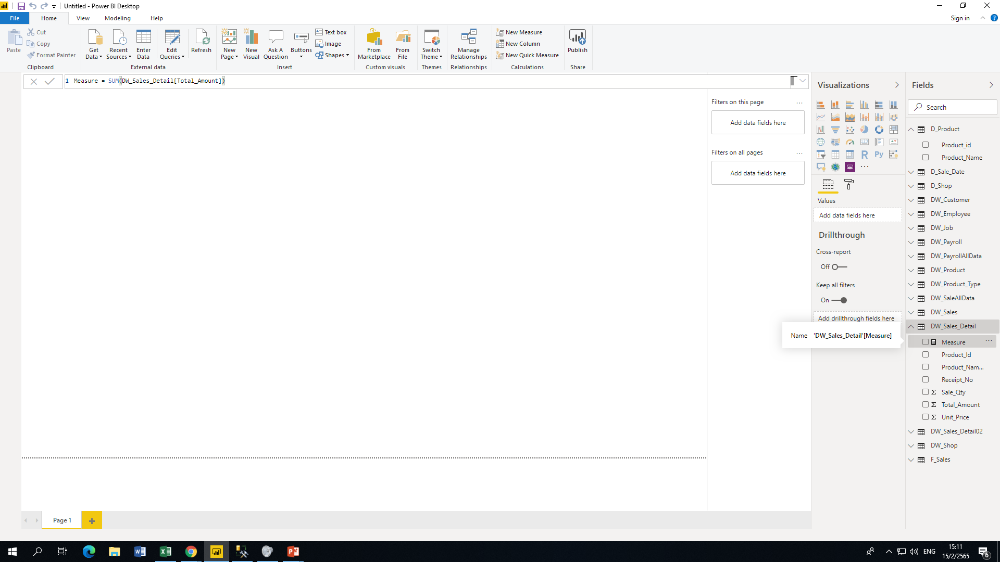 Untitled - Power BI Desktop
File Home View Modeling Help Sign in
Paste
Cut
Copy
Format Painter
Clipboard
Get Data
Recent Sources
Enter Data
Edit Queries
Refresh
External data
New Page
New Visual
Ask A Question
Buttons
Text box
Image
Shapes
Insert
From Marketplace
From File
Custom visuals
Switch Theme
Themes
Manage Relationships
Relationships
New Measure
New Column
New Quick Measure
Calculations
Publish
Share
1 Measure = SUM(DW_Sales_Detail[Total_Amount])
Filters on this page ...
Add data fields here
Filters on all pages ...
Add data fields here
Visualizations
R
Py
...
Values
Add data fields here
Drillthrough
Cross-report
Off
Keep all filters
On
Add drillthrough fields here
Name 'DW_Sales_Detail'[Measure]
Fields
Search
D_Product
Product_id
Product_Name
D_Sale_Date
D_Shop
DW_Customer
DW_Employee
DW_Job
DW_Payroll
DW_PayrollAllData
DW_Product
DW_Product_Type
DW_SaleAllData
DW_Sales
DW_Sales_Detail
Measure ...
Product_Id
Product_Nam...
Receipt_No
Σ Sale_Qty
Σ Total_Amount
Σ Unit_Price
DW_Sales_Detail02
DW_Shop
F_Sales
Page 1
ENG
15:11
15/2/2565
6